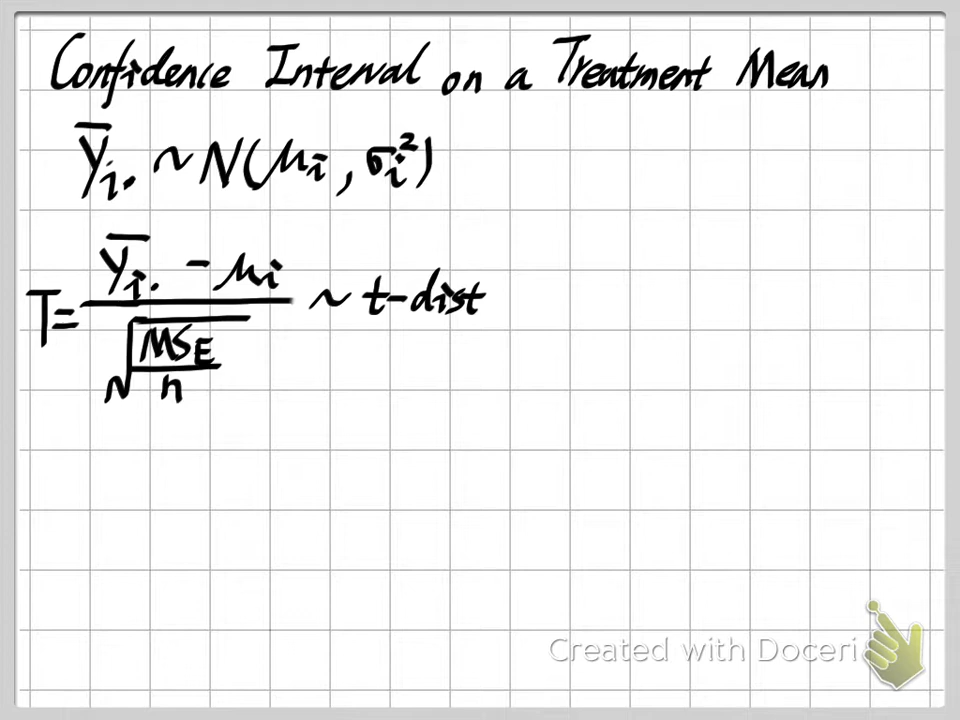 Confidence Interval on a Treatment Mean
Ȳi. ~ N(μi, σi²)
T = (Ȳi. - μi) / √(MSE / n) ~ t-dist
Created with Doceri